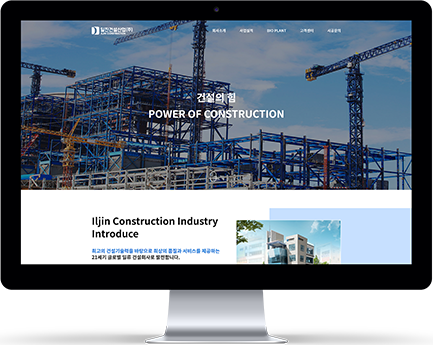 일진건설산업(주)
회사소개 사업실적 BIO PLANT 고객센터 시공문의
건설의 힘
POWER OF CONSTRUCTION
Iljin Construction Industry
Introduce
최고의 건설기술력을 바탕으로 최상의 품질과 서비스를 제공하는
21세기 글로벌 일류 건설회사로 발전합니다.